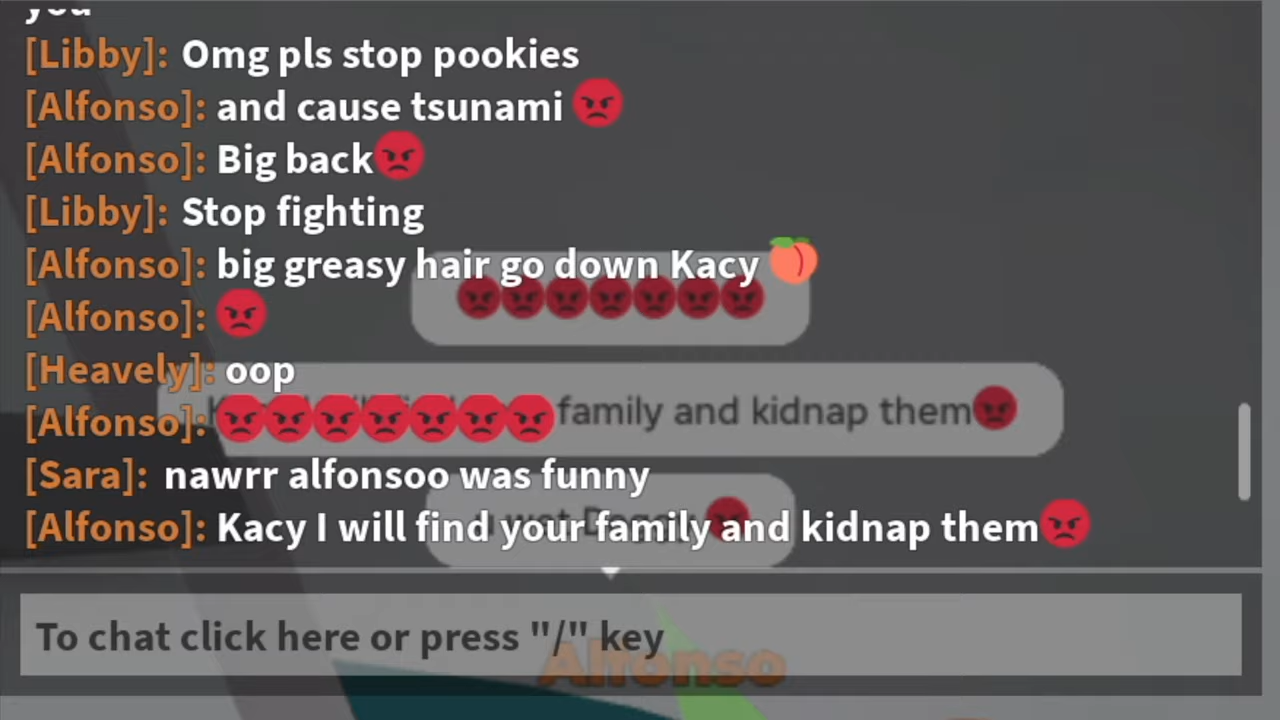 you
[Libby]: Omg pls stop pookies
[Alfonso]: and cause tsunami 😡
[Alfonso]: Big back😡
[Libby]: Stop fighting
[Alfonso]: big greasy hair go down Kacy 🍑
😡😡😡😡😡😡😡
[Alfonso]: 😡
[Heavely]: oop
family and kidnap them😡
[Alfonso]: 😡😡😡😡😡😡😡
[Sara]: nawrr alfonsoo was funny
[Alfonso]: Kacy I will find your family and kidnap them😡
To chat click here or press "/" key
Alfonso